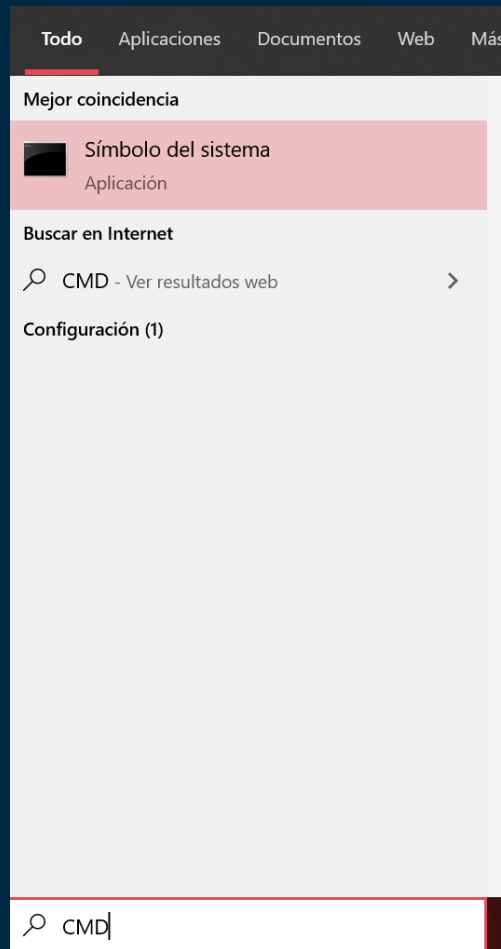 Todo Aplicaciones Documentos Web Más
Mejor coincidencia
Símbolo del sistema
Aplicación
Buscar en Internet
CMD - Ver resultados web
Configuración (1)
CMD